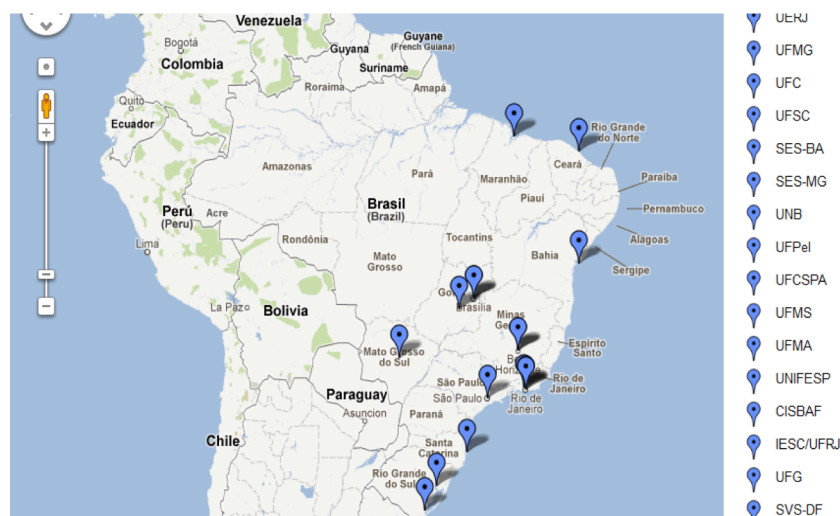 Venezuela
Bogotá
Colombia
Guyana
Guyane
(French Guiana)
Suriname
Roraima
Amapá
Quito
Ecuador
Amazonas
Pará
Maranhão
Ceará
Rio Grande
do Norte
Piaui
Paraiba
Pernambuco
Alagoas
Sergipe
Perú
(Peru)
Acre
Brasil
(Brazil)
Lima
Rondônia
Tocantins
Mato
Grosso
Bahia
La Paz
Bolivia
Brasília
Minas
Mato Grosso
do Sul
Espirito
Santo
São Paulo
São Paulo
Rio de
Janeiro
Rio de
Janeiro
Paraguay
Asuncion
Paraná
Chile
Santa
Catarina
Rio Grande
do Sul
UERJ
UFMG
UFC
UFSC
SES-BA
SES-MG
UNB
UFPel
UFCSPA
UFMS
UFMA
UNIFESP
CISBAF
IESC/UFRJ
UFG
SVS-DF